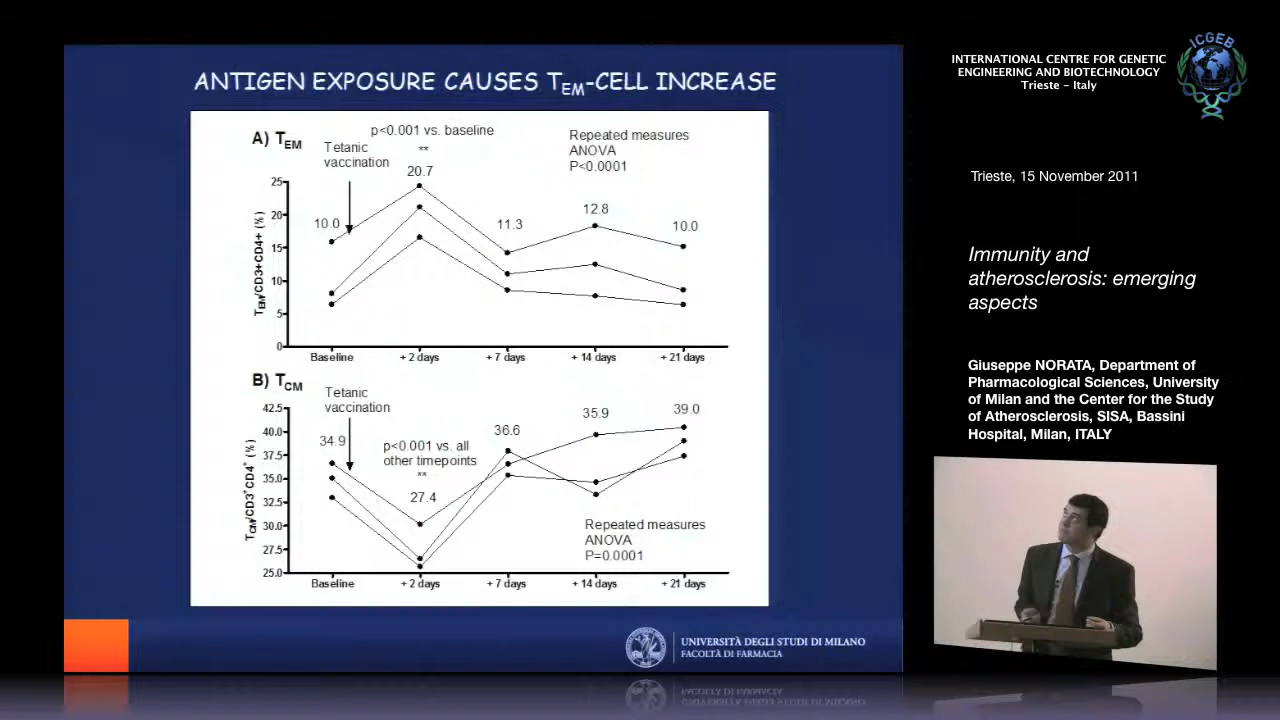 ANTIGEN EXPOSURE CAUSES TEM-CELL INCREASE
A) TEM
p<0.001 vs. baseline
**
Tetanic
vaccination
Repeated measures
ANOVA
P<0.0001
10.0
20.7
11.3
12.8
10.0
TEM/CD3+CD4+ (%)
25
20
15
10
5
0
Baseline
+ 2 days
+ 7 days
+ 14 days
+ 21 days
B) TCM
Tetanic
vaccination
34.9
p<0.001 vs. all
other timepoints
**
27.4
36.6
35.9
39.0
Repeated measures
ANOVA
P=0.0001
TCM/CD3+CD4+ (%)
42.5
40.0
37.5
35.0
32.5
30.0
27.5
25.0
Baseline
+ 2 days
+ 7 days
+ 14 days
+ 21 days
UNIVERSITÀ DEGLI STUDI DI MILANO
FACOLTÀ DI FARMACIA
INTERNATIONAL CENTRE FOR GENETIC
ENGINEERING AND BIOTECHNOLOGY
Trieste - Italy
ICGEB
Trieste, 15 November 2011
Immunity and
atherosclerosis: emerging
aspects
Giuseppe NORATA, Department of
Pharmacological Sciences, University
of Milan and the Center for the Study
of Atherosclerosis, SISA, Bassini
Hospital, Milan, ITALY